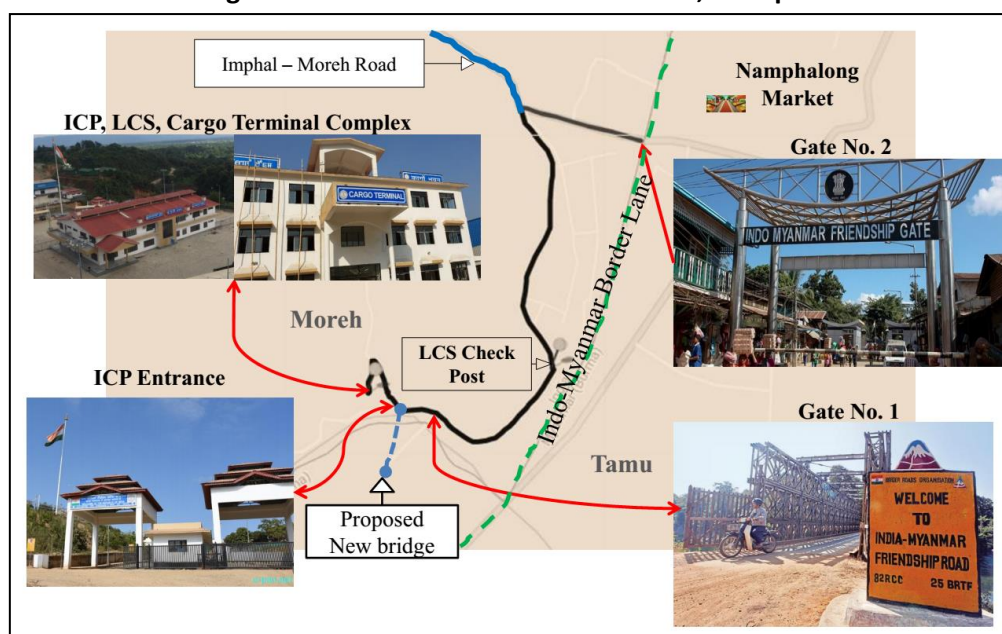 Imphal – Moreh Road
Namphalong
Market
ICP, LCS, Cargo Terminal Complex
Gate No. 2
CARGO TERMINAL
INDO MYANMAR FRIENDSHIP GATE
Indo-Myanmar Border Lane
Moreh
LCS Check
Post
ICP Entrance
Gate No. 1
Tamu
Proposed
New bridge
BORDER ROADS ORGANISATION
WELCOME
TO
INDIA-MYANMAR
FRIENDSHIP ROAD
82RCC 25 BRTF